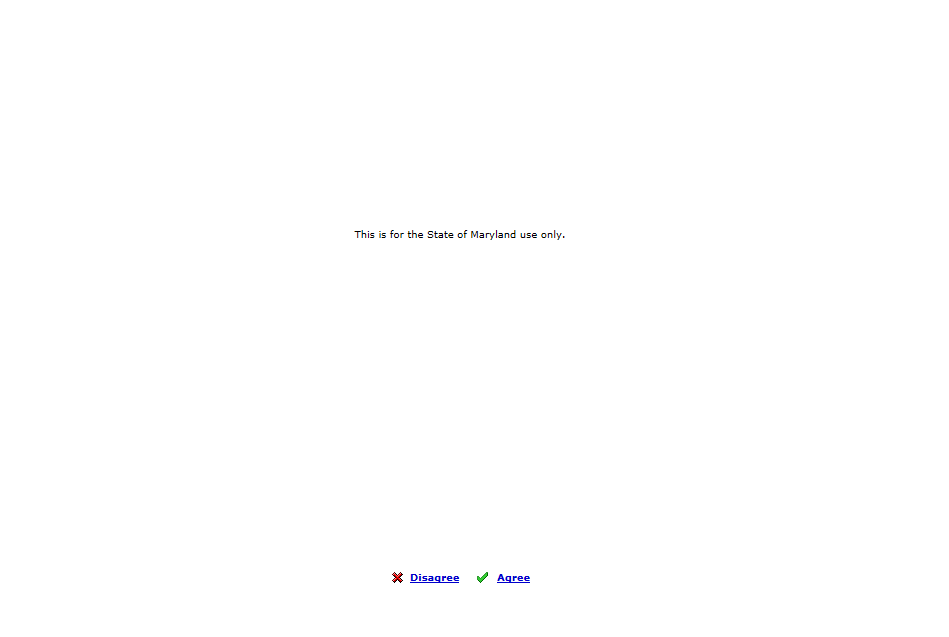 This is for the State of Maryland use only.
Disagree Agree